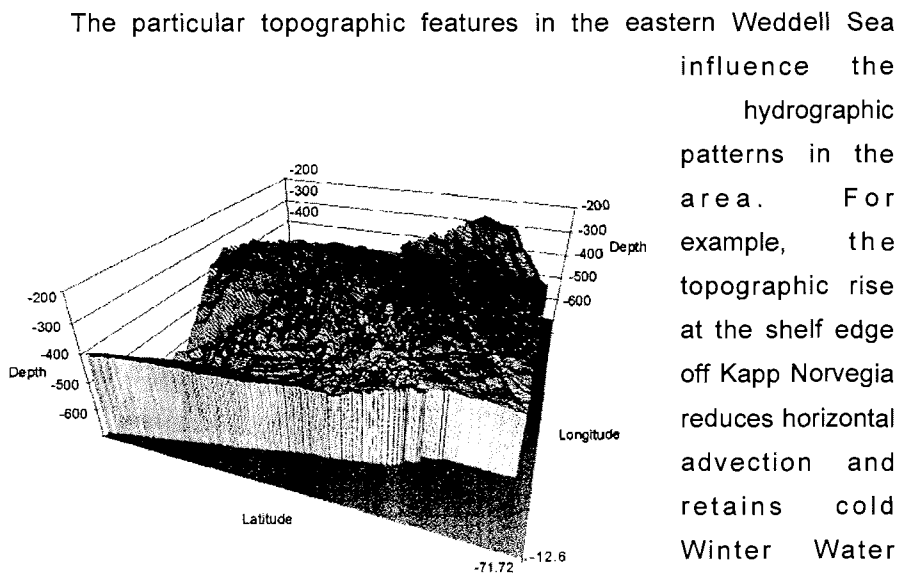 The particular topographic features in the eastern Weddell Sea
influence the
hydrographic
patterns in the
area. For
example, the
topographic rise
at the shelf edge
off Kapp Norvegia
reduces horizontal
advection and
retains cold
Winter Water
-200
-300
-400
-200
-300
-400
-500
-600
Depth
-200
-300
-400
-500
-600
Depth
Longitude
Latitude
-71.72
-12.6